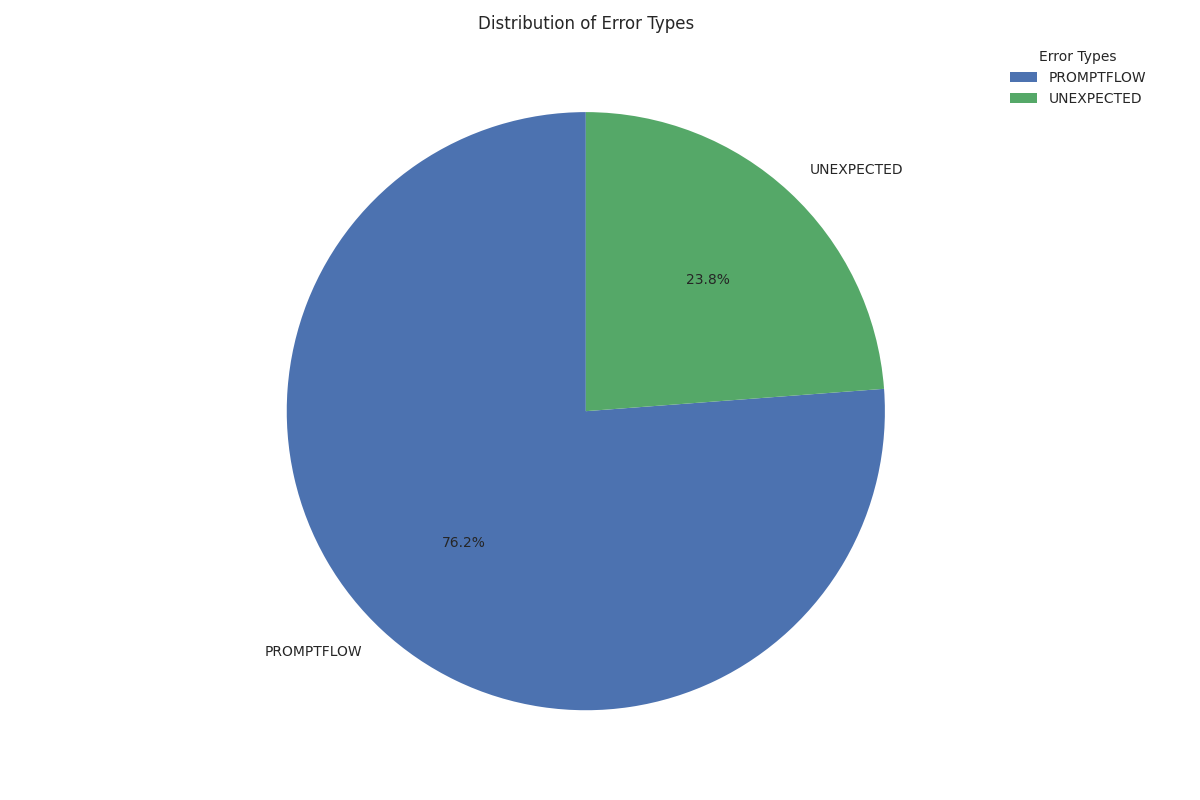 Distribution of Error Types
Error Types
PROMPTFLOW
UNEXPECTED
UNEXPECTED
23.8%
76.2%
PROMPTFLOW